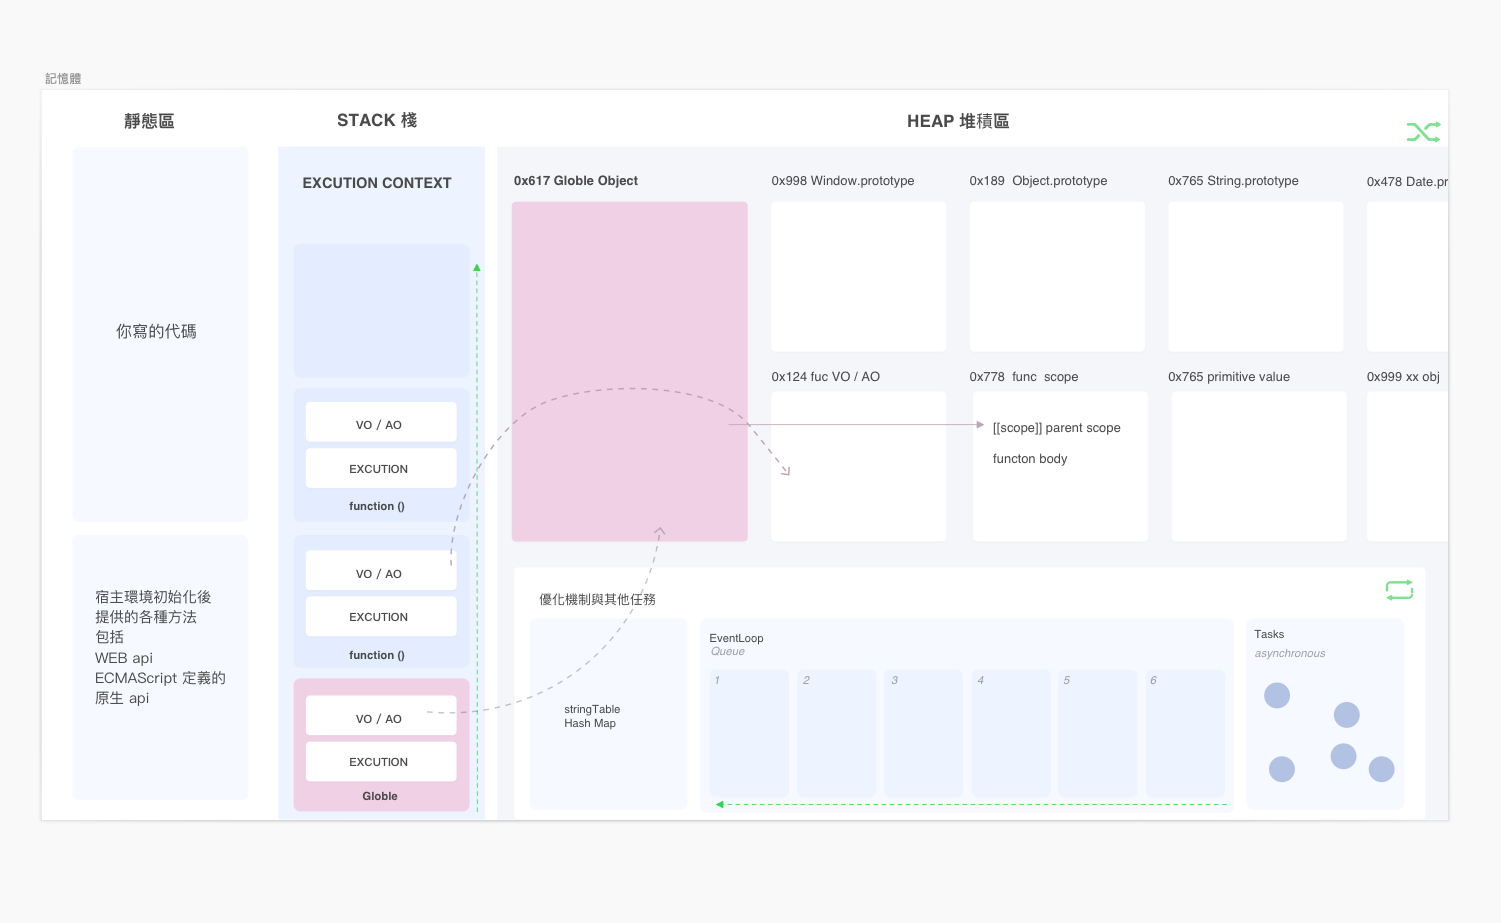 記憶體
靜態區
你寫的代碼
宿主環境初始化後
提供的各種方法
包括
WEB api
ECMAScript 定義的
原生 api
STACK 棧
EXCUTION CONTEXT
VO / AO
EXCUTION
function ()
VO / AO
EXCUTION
function ()
VO / AO
EXCUTION
Globle
HEAP 堆積區
0x617 Globle Object
0x998 Window.prototype
0x189 Object.prototype
0x765 String.prototype
0x478 Date.pr
0x124 fuc VO / AO
0x778 func scope
0x765 primitive value
0x999 xx obj
[[scope]] parent scope
functon body
優化機制與其他任務
stringTable
Hash Map
EventLoop
Queue
1
2
3
4
5
6
Tasks
asynchronous